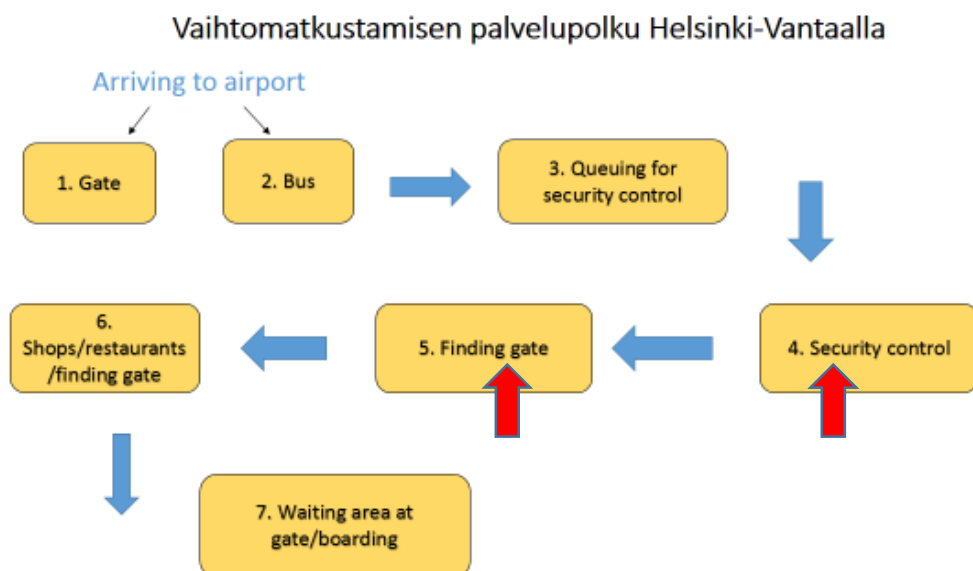 Vaihtomatkustamisen palvelupolku Helsinki-Vantaalla
Arriving to airport
1. Gate
2. Bus
3. Queuing for
security control
4. Security control
5. Finding gate
6.
Shops/restaurants
/finding gate
7. Waiting area at
gate/boarding